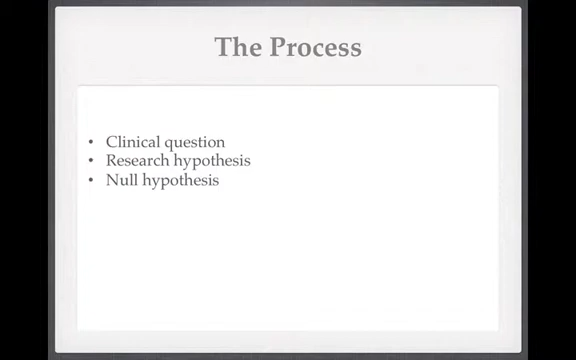 The Process
• Clinical question
• Research hypothesis
• Null hypothesis